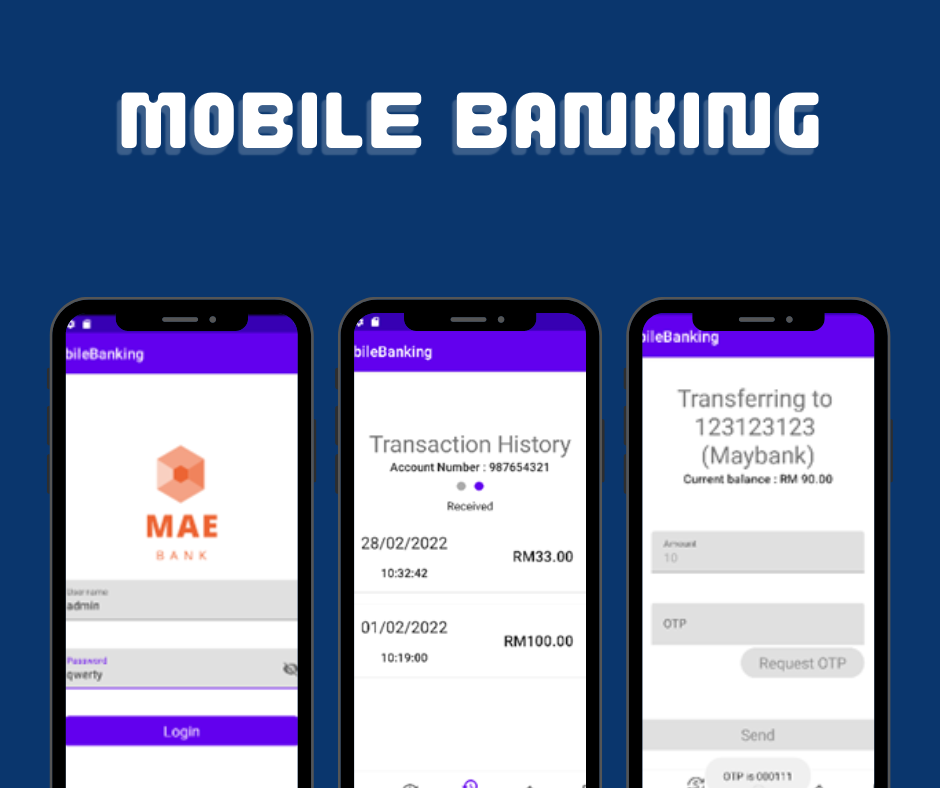 MOBILE BANKING
bileBanking
MAE
BANK
Username
admin
Password
qwerty
Login
bileBanking
Transaction History
Account Number : 987654321
Received
28/02/2022
RM33.00
10:32:42
01/02/2022
RM100.00
10:19:00
bileBanking
Transferring to
123123123
(Maybank)
Current balance : RM 90.00
Amount
10
OTP
Request OTP
Send
OTP is 000111